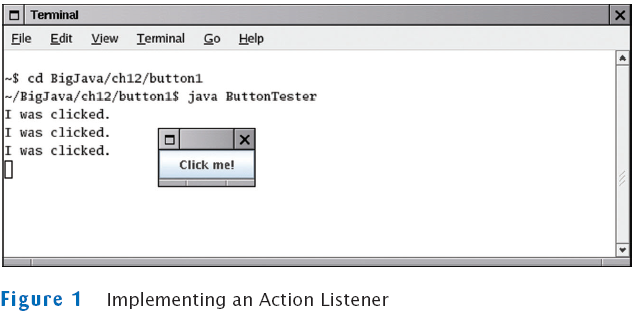 Terminal
File Edit View Terminal Go Help
~$ cd BigJava/ch12/button1
~/BigJava/ch12/button1$ java ButtonTester
I was clicked.
I was clicked.
I was clicked.
Click me!
Figure 1 Implementing an Action Listener